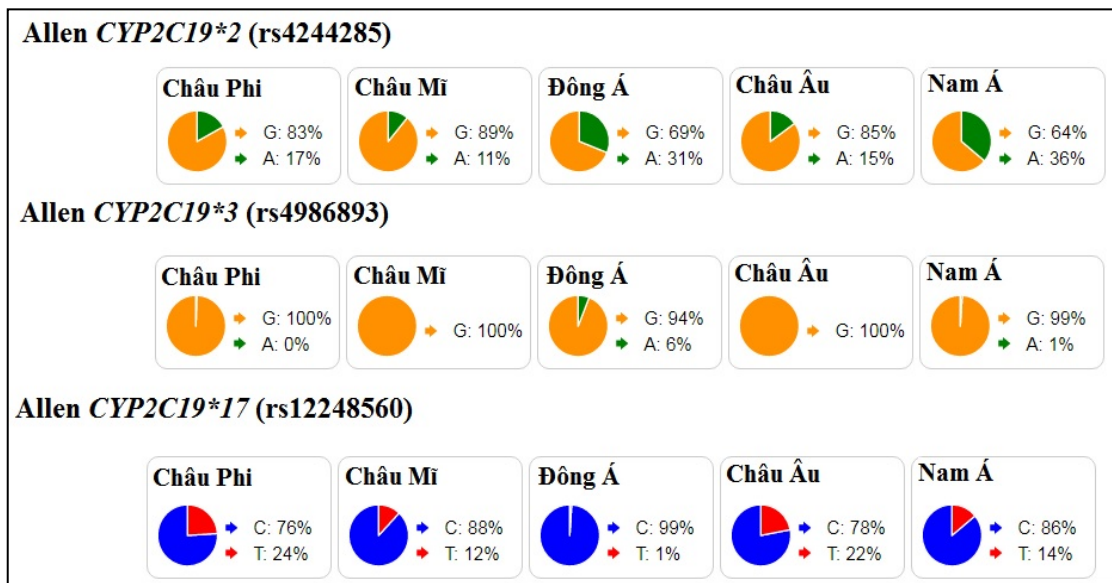 Allen CYP2C19*2 (rs4244285)
Châu Phi
G: 83%
A: 17%
Châu Mĩ
G: 89%
A: 11%
Đông Á
G: 69%
A: 31%
Châu Âu
G: 85%
A: 15%
Nam Á
G: 64%
A: 36%
Allen CYP2C19*3 (rs4986893)
Châu Phi
G: 100%
A: 0%
Châu Mĩ
G: 100%
Đông Á
G: 94%
A: 6%
Châu Âu
G: 100%
Nam Á
G: 99%
A: 1%
Allen CYP2C19*17 (rs12248560)
Châu Phi
C: 76%
T: 24%
Châu Mĩ
C: 88%
T: 12%
Đông Á
C: 99%
T: 1%
Châu Âu
C: 78%
T: 22%
Nam Á
C: 86%
T: 14%